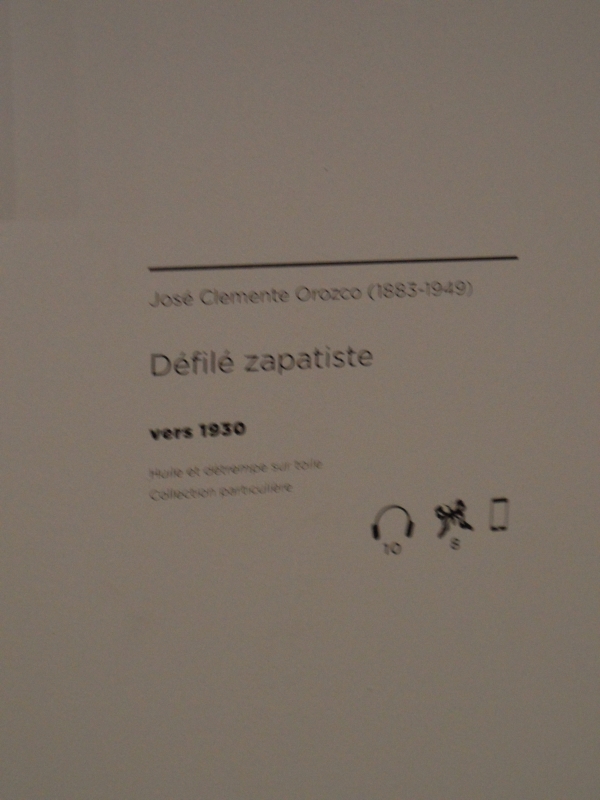 José Clemente Orozco (1883-1949)
Défilé zapatiste
vers 1930
Huile et détrempe sur toile
Collection particulière
10 8